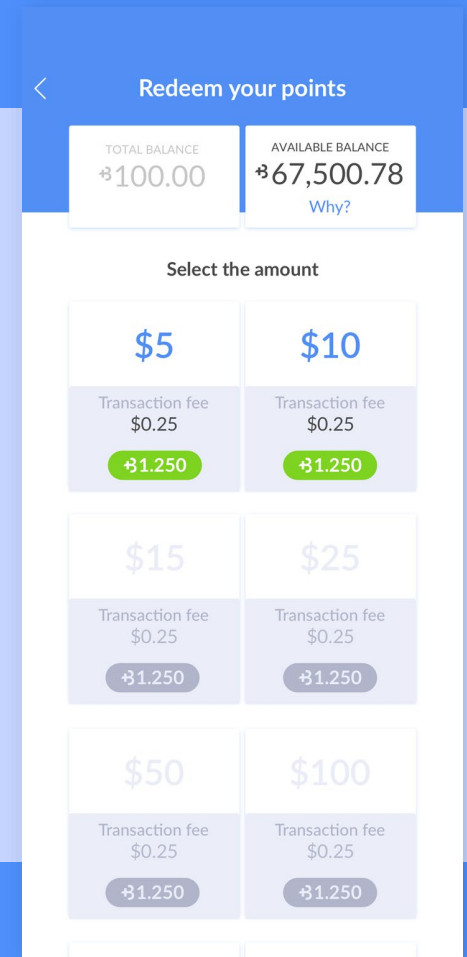 Redeem your points
TOTAL BALANCE
100.00
AVAILABLE BALANCE
67,500.78
Why?
Select the amount
$5
Transaction fee
$0.25
1.250
$10
Transaction fee
$0.25
1.250
$15
Transaction fee
$0.25
1.250
$25
Transaction fee
$0.25
1.250
$50
Transaction fee
$0.25
1.250
$100
Transaction fee
$0.25
1.250